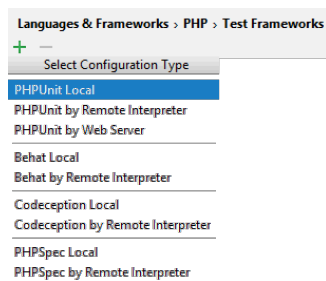 Languages & Frameworks › PHP › Test Frameworks
Select Configuration Type
PHPUnit Local
PHPUnit by Remote Interpreter
PHPUnit by Web Server
Behat Local
Behat by Remote Interpreter
Codeception Local
Codeception by Remote Interpreter
PHPSpec Local
PHPSpec by Remote Interpreter